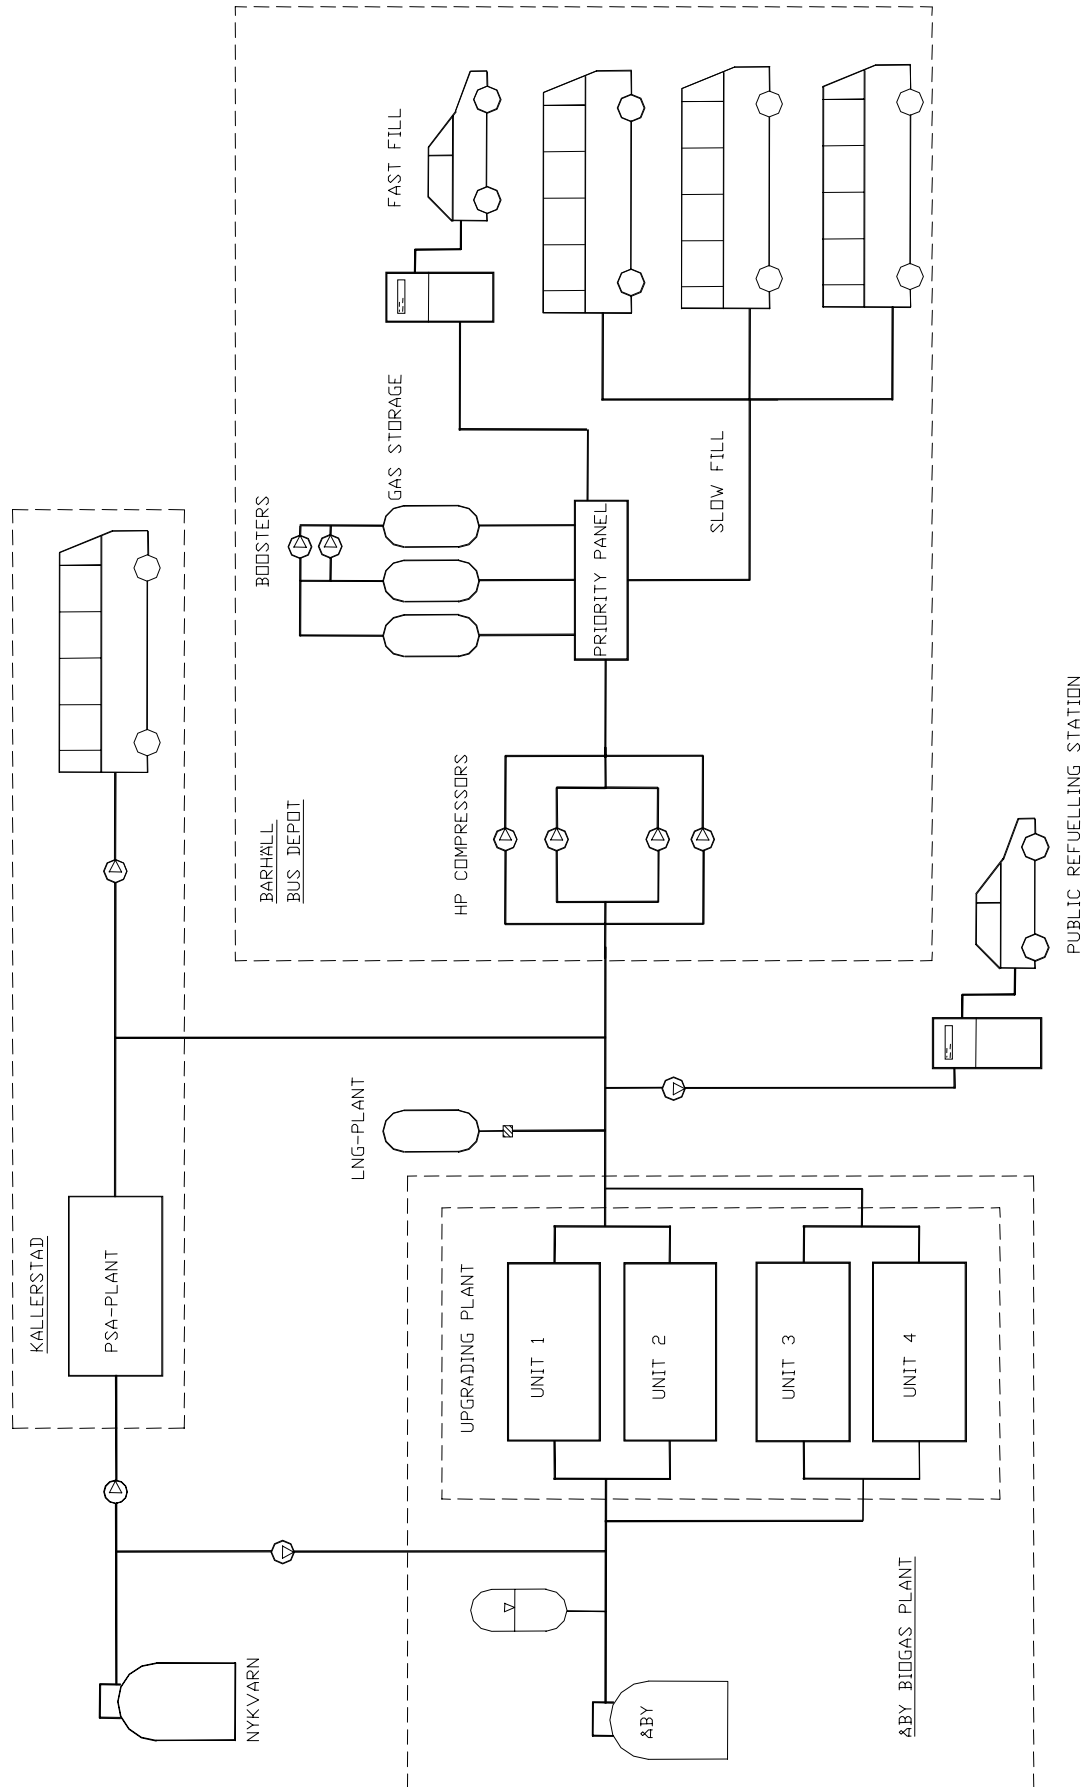 KALLERSTAD
PSA-PLANT
NYKVARN
BARHÄLL
BUS DEPOT
BOOSTERS
GAS STORAGE
FAST FILL
PRIORITY PANEL
SLOW FILL
HP COMPRESSORS
LNG-PLANT
UPGRADING PLANT
UNIT 1
UNIT 2
UNIT 3
UNIT 4
ÅBY
ÅBY BIOGAS PLANT
PUBLIC REFUELLING STATION